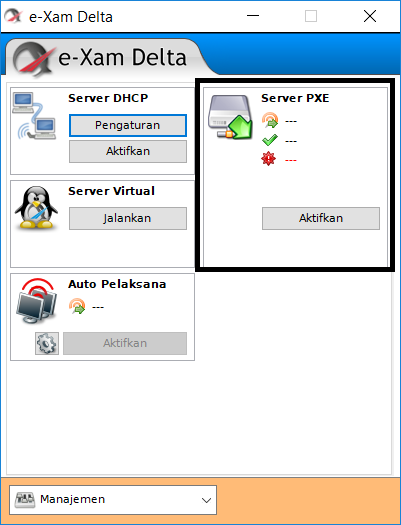 e-Xam Delta
e-Xam Delta
Server DHCP
Pengaturan
Aktifkan
Server PXE
---
---
---
Aktifkan
Server Virtual
Jalankan
Auto Pelaksana
---
Aktifkan
Manajemen